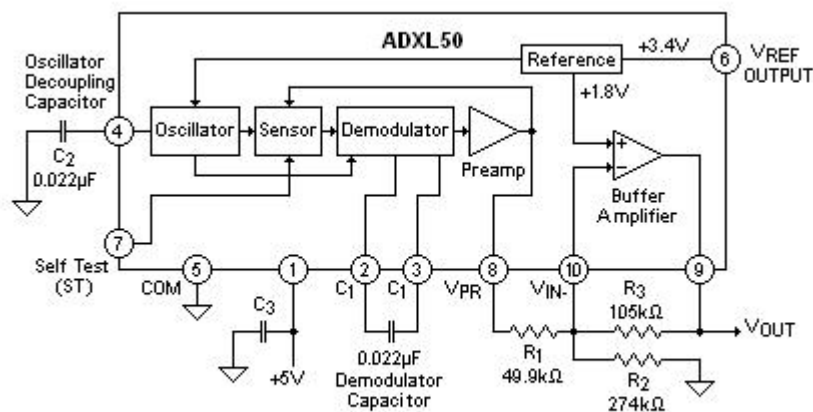 ADXL50
Oscillator
Decoupling
Capacitor
C2
0.022µF
4
Oscillator
Sensor
Demodulator
Preamp
Reference
+3.4V
6
VREF
OUTPUT
+1.8V
+
−
Buffer
Amplifier
7
Self Test
(ST)
COM
5
1
2
3
8
10
9
C1
C1
VPR
VIN-
C3
+5V
0.022µF
Demodulator
Capacitor
R1
49.9kΩ
R3
105kΩ
VOUT
R2
274kΩ